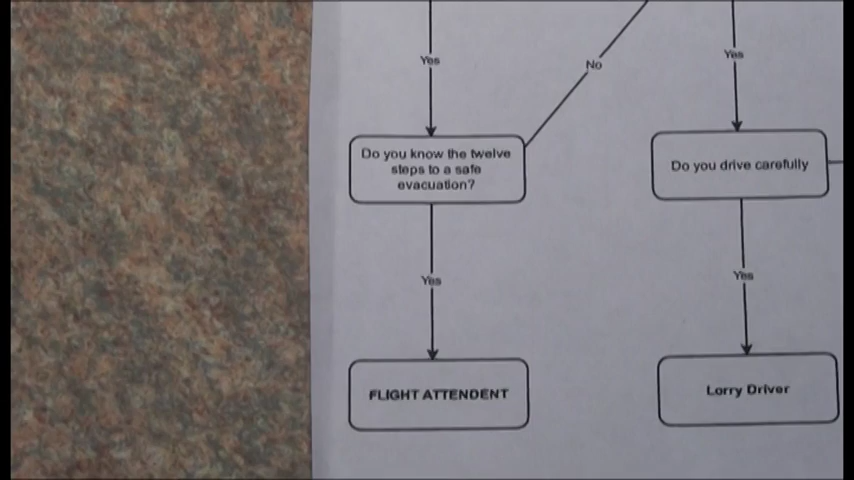 Yes
No
Yes
Do you know the twelve
steps to a safe
evacuation?
Do you drive carefully
Yes
Yes
FLIGHT ATTENDENT
Lorry Driver